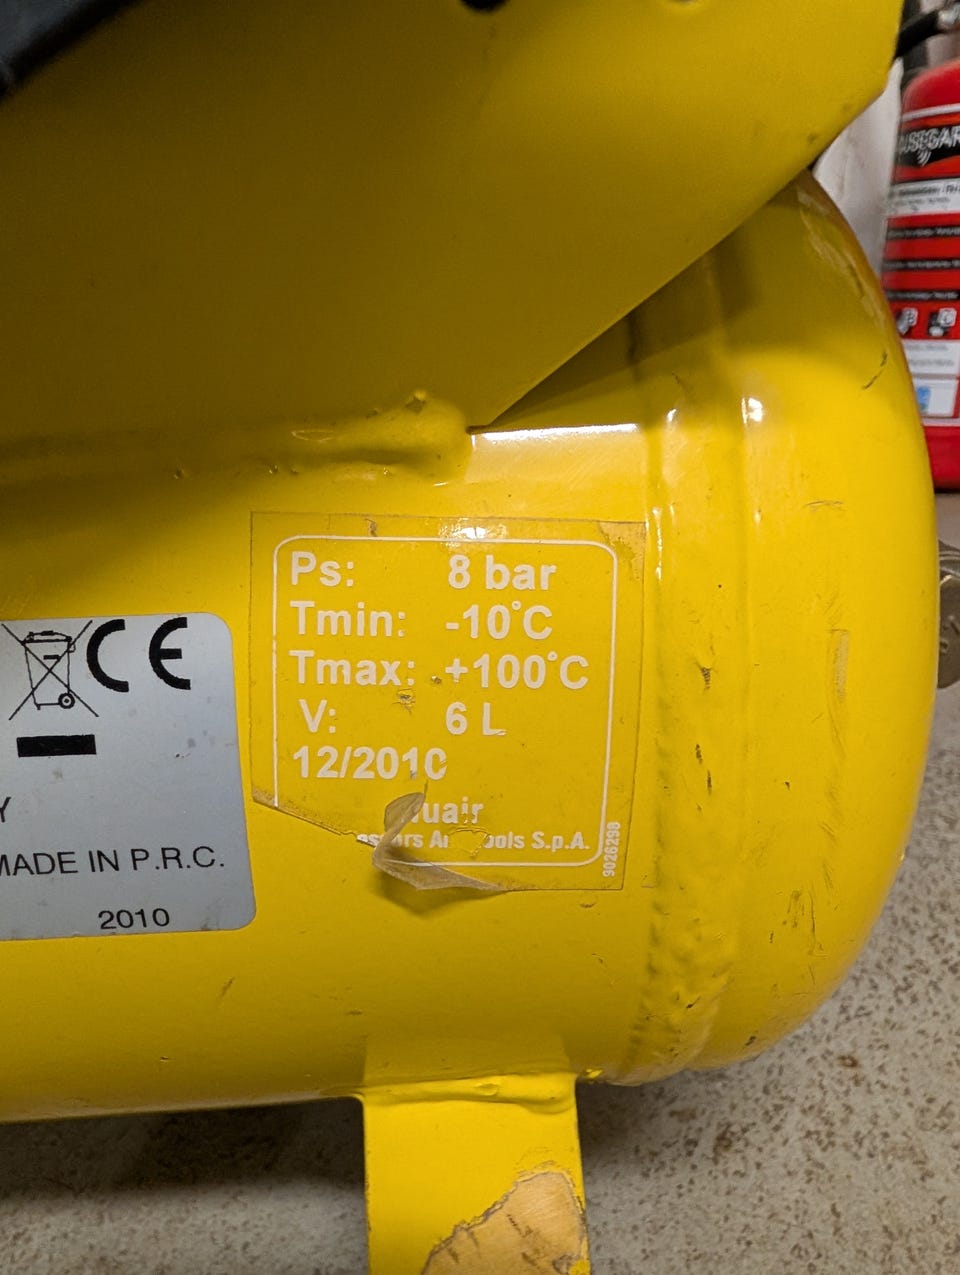 Ps: 8 bar
Tmin: -10°C
Tmax: +100°C
V: 6 L
12/2010
S.p.A.
9026298
CE
MADE IN P.R.C.
2010